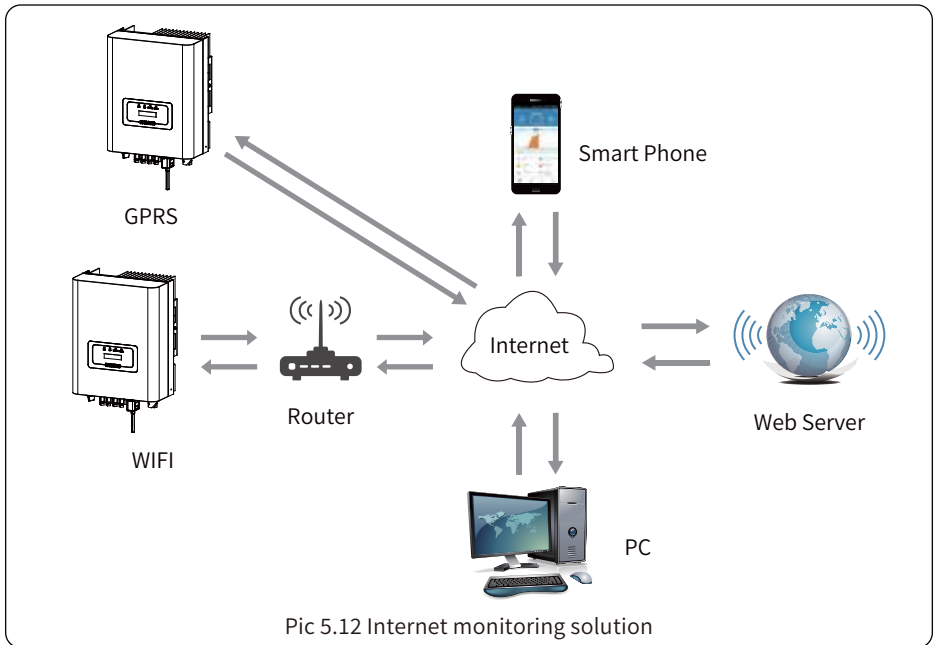 Smart Phone
GPRS
Internet
Router
Web Server
WIFI
PC
Pic 5.12 Internet monitoring solution